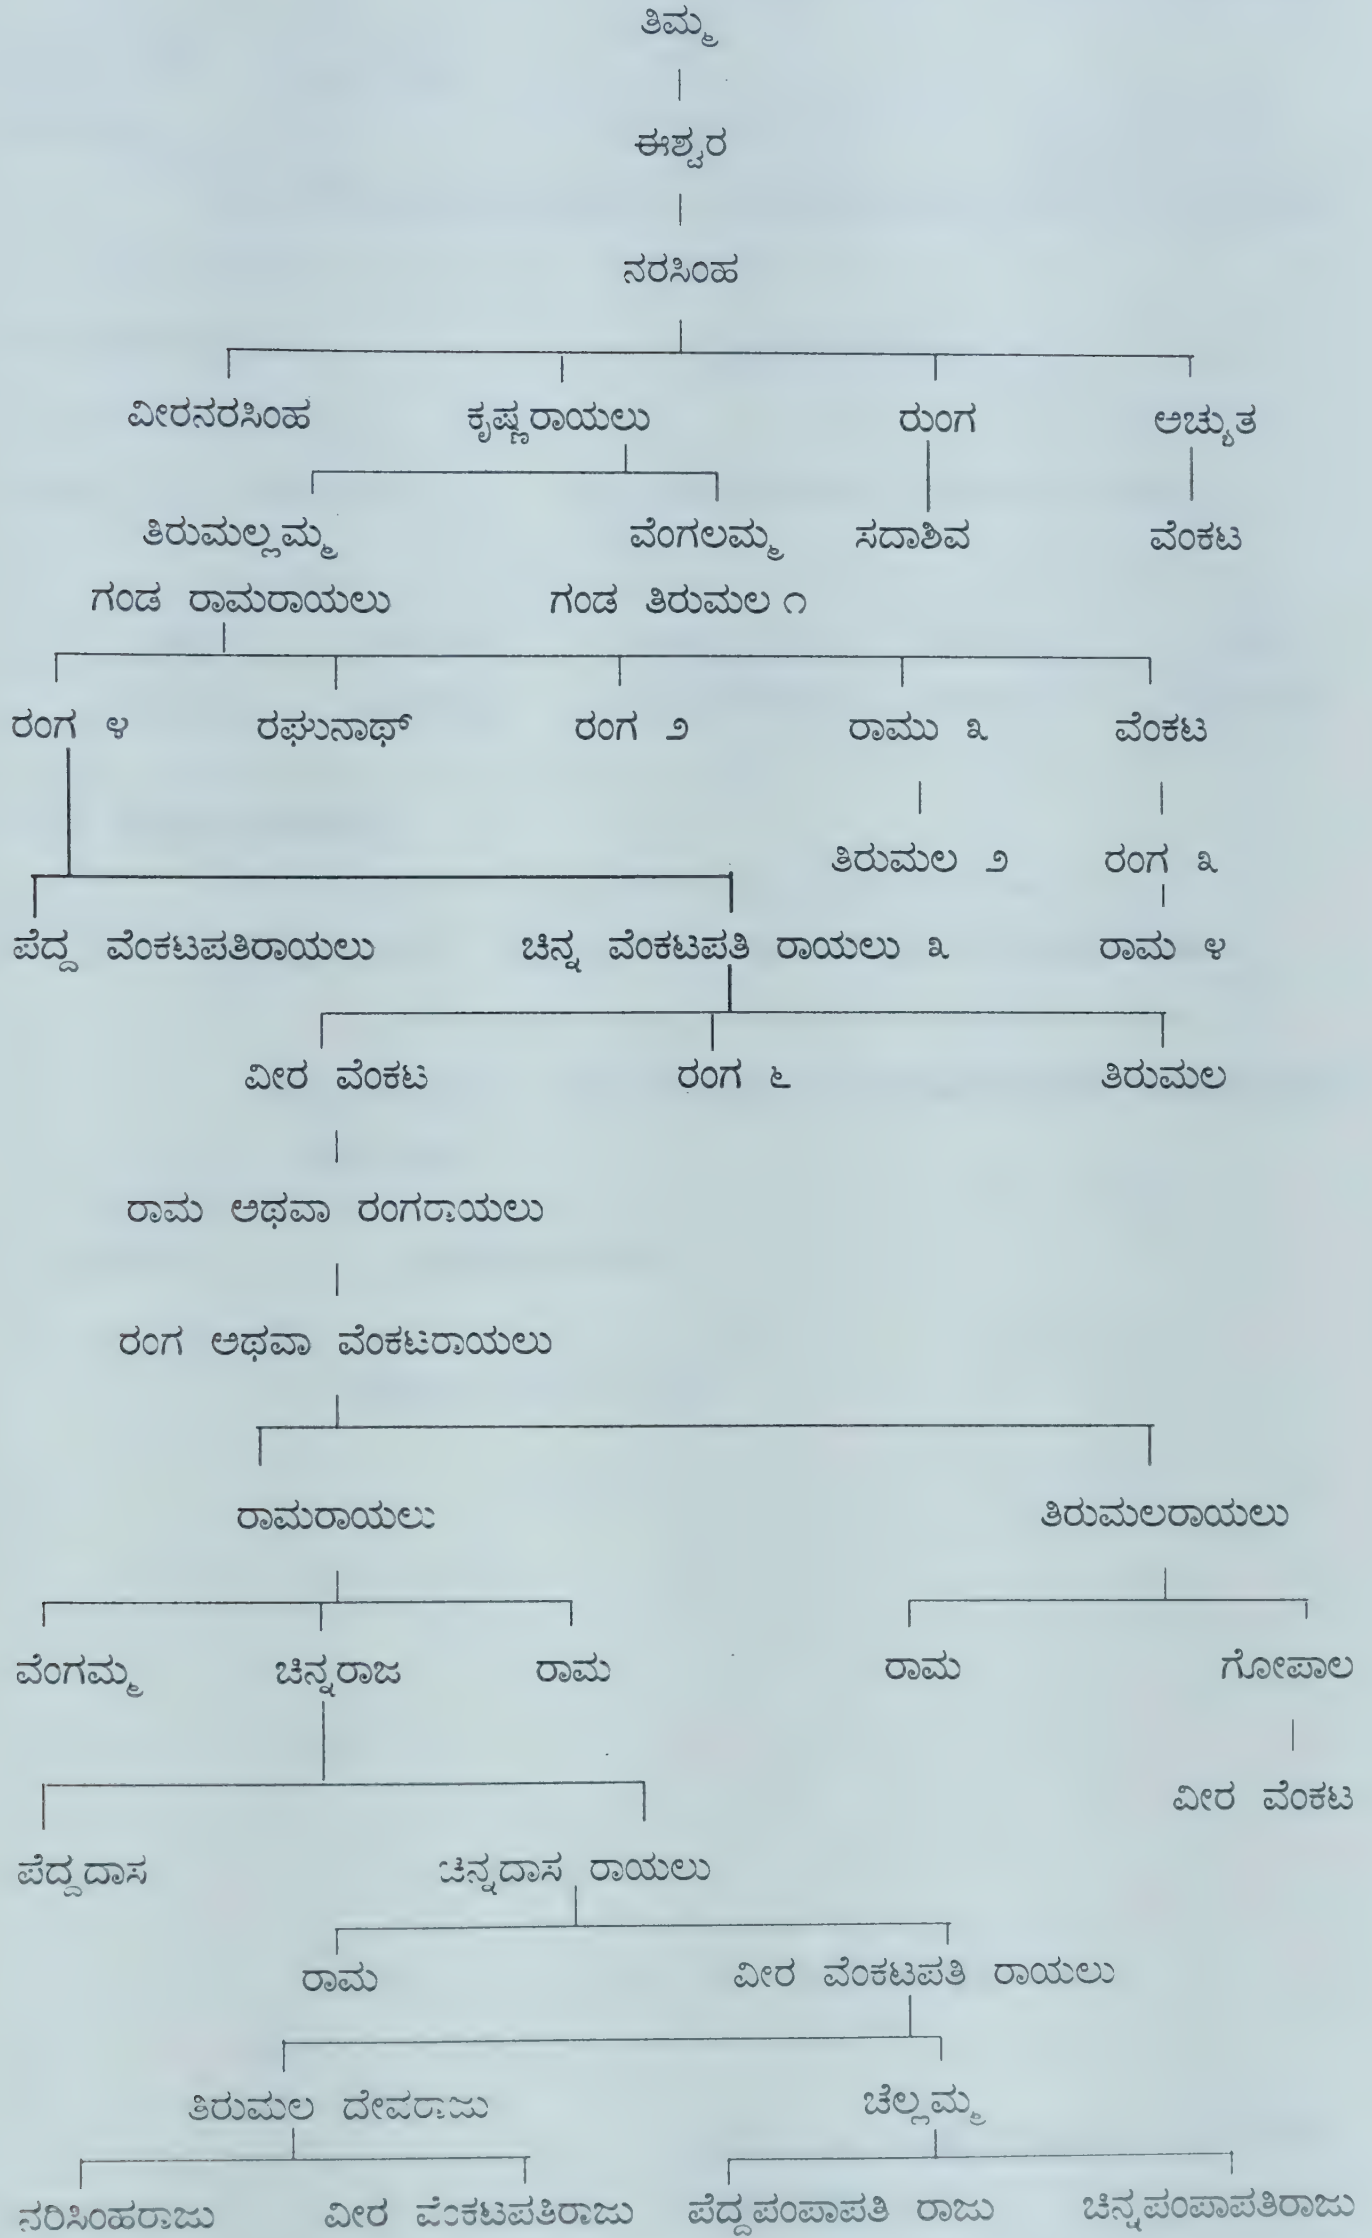 ತಿಮ್ಮ
ಈಶ್ವರ
ನರಸಿಂಹ
ವೀರನರಸಿಂಹ ಕೃಷ್ಣರಾಯಲು ರುಂಗ ಅಚ್ಯುತ
ತಿರುಮಲ್ಲಮ್ಮ ವೆಂಗಲಮ್ಮ ಸದಾಶಿವ ವೆಂಕಟ
ಗಂಡ ರಾಮರಾಯಲು ಗಂಡ ತಿರುಮಲ ೧
ರಂಗ ೪ ರಘುನಾಥ್ ರಂಗ ೨ ರಾಮು ೩ ವೆಂಕಟ
ತಿರುಮಲ ೨ ರಂಗ ೩
ಪೆದ್ದ ವೆಂಕಟಪತಿರಾಯಲು ಚಿನ್ನ ವೆಂಕಟಪತಿ ರಾಯಲು ೩ ರಾಮ ೪
ವೀರ ವೆಂಕಟ ರಂಗ ೬ ತಿರುಮಲ
ರಾಮ ಅಥವಾ ರಂಗರಾಯಲು
ರಂಗ ಅಥವಾ ವೆಂಕಟರಾಯಲು
ರಾಮರಾಯಲು ತಿರುಮಲರಾಯಲು
ವೆಂಗಮ್ಮ ಚಿನ್ನರಾಜ ರಾಮ ರಾಮ ಗೋಪಾಲ
ವೀರ ವೆಂಕಟ
ಪೆದ್ದದಾಸ ಚಿನ್ನದಾಸ ರಾಯಲು
ರಾಮ ವೀರ ವೆಂಕಟಪತಿ ರಾಯಲು
ತಿರುಮಲ ದೇವರಾಜು ಚೆಲ್ಲಮ್ಮ
ನರಿಸಿಂಹರಾಜು ವೀರ ವೆಂಕಟಪತಿರಾಜು ಪೆದ್ದಪಂಪಾಪತಿ ರಾಜು ಚಿನ್ನಪಂಪಾಪತಿರಾಜು